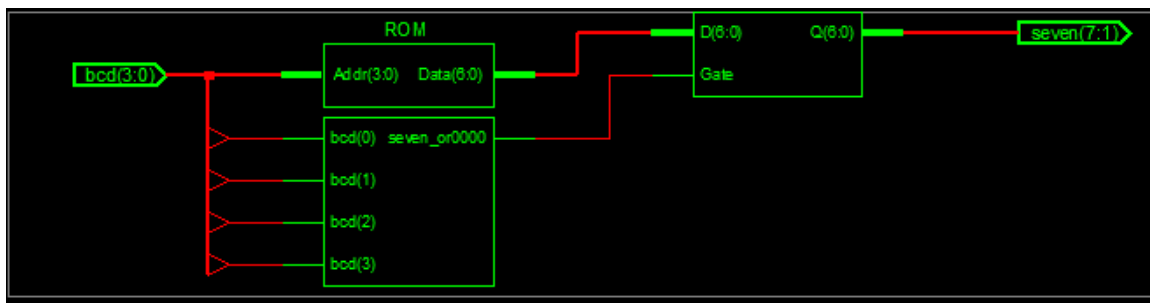 ROM
D(6:0) Q(6:0) seven(7:1)
bcd(3:0) Addr(3:0) Data(6:0) Gate
bcd(0) seven_or0000
bcd(1)
bcd(2)
bcd(3)